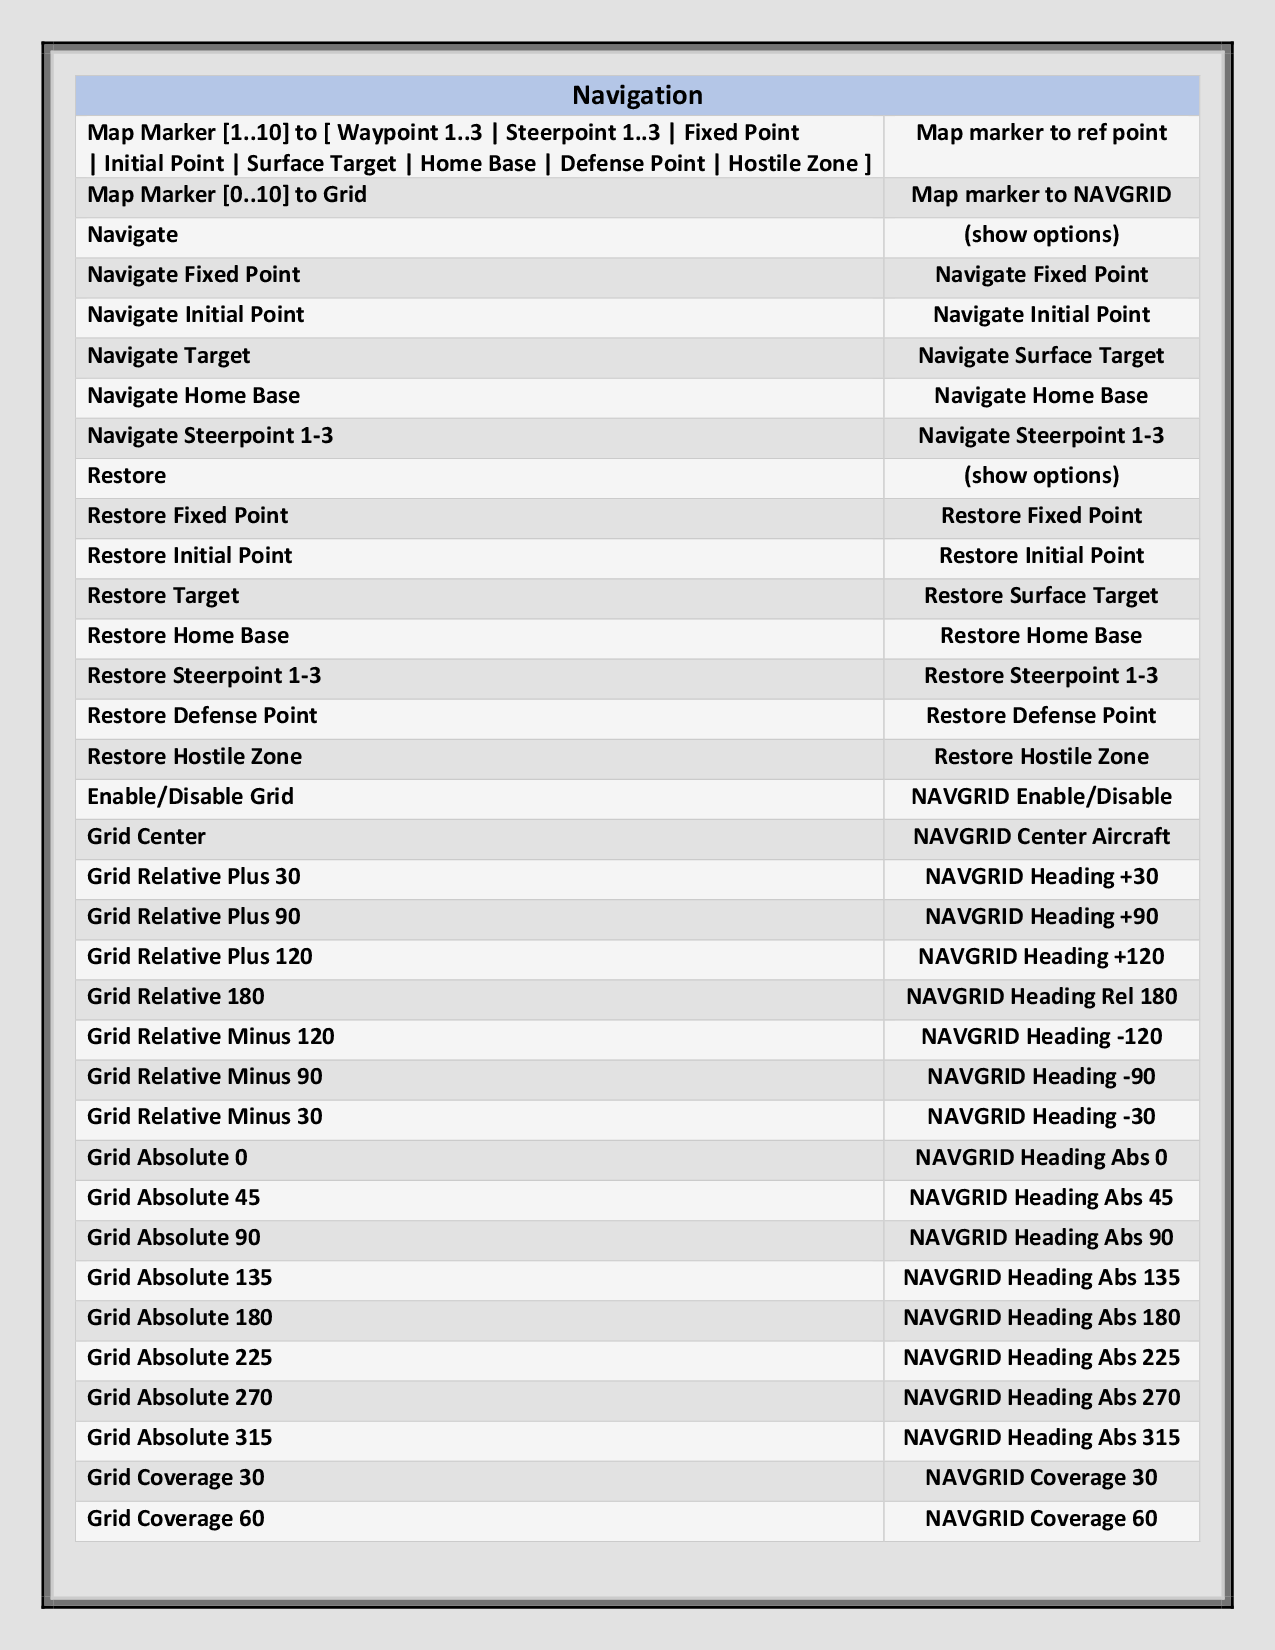 Navigation
Map Marker [1..10] to [ Waypoint 1..3 | Steerpoint 1..3 | Fixed Point Map marker to ref point
| Initial Point | Surface Target | Home Base | Defense Point | Hostile Zone ]
Map Marker [0..10] to Grid Map marker to NAVGRID
Navigate (show options)
Navigate Fixed Point Navigate Fixed Point
Navigate Initial Point Navigate Initial Point
Navigate Target Navigate Surface Target
Navigate Home Base Navigate Home Base
Navigate Steerpoint 1-3 Navigate Steerpoint 1-3
Restore (show options)
Restore Fixed Point Restore Fixed Point
Restore Initial Point Restore Initial Point
Restore Target Restore Surface Target
Restore Home Base Restore Home Base
Restore Steerpoint 1-3 Restore Steerpoint 1-3
Restore Defense Point Restore Defense Point
Restore Hostile Zone Restore Hostile Zone
Enable/Disable Grid NAVGRID Enable/Disable
Grid Center NAVGRID Center Aircraft
Grid Relative Plus 30 NAVGRID Heading +30
Grid Relative Plus 90 NAVGRID Heading +90
Grid Relative Plus 120 NAVGRID Heading +120
Grid Relative 180 NAVGRID Heading Rel 180
Grid Relative Minus 120 NAVGRID Heading -120
Grid Relative Minus 90 NAVGRID Heading -90
Grid Relative Minus 30 NAVGRID Heading -30
Grid Absolute 0 NAVGRID Heading Abs 0
Grid Absolute 45 NAVGRID Heading Abs 45
Grid Absolute 90 NAVGRID Heading Abs 90
Grid Absolute 135 NAVGRID Heading Abs 135
Grid Absolute 180 NAVGRID Heading Abs 180
Grid Absolute 225 NAVGRID Heading Abs 225
Grid Absolute 270 NAVGRID Heading Abs 270
Grid Absolute 315 NAVGRID Heading Abs 315
Grid Coverage 30 NAVGRID Coverage 30
Grid Coverage 60 NAVGRID Coverage 60